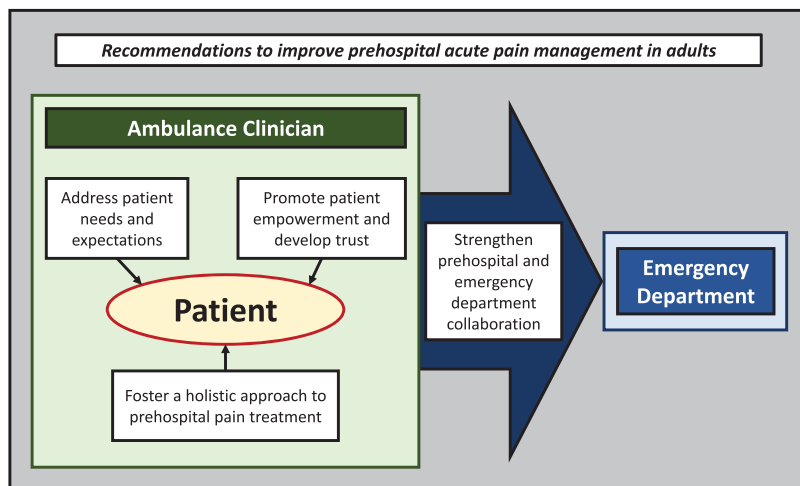 Recommendations to improve prehospital acute pain management in adults
Ambulance Clinician
Address patient
needs and
expectations
Promote patient
empowerment and
develop trust
Patient
Foster a holistic approach to
prehospital pain treatment
Strengthen
prehospital and
emergency
department
collaboration
Emergency
Department